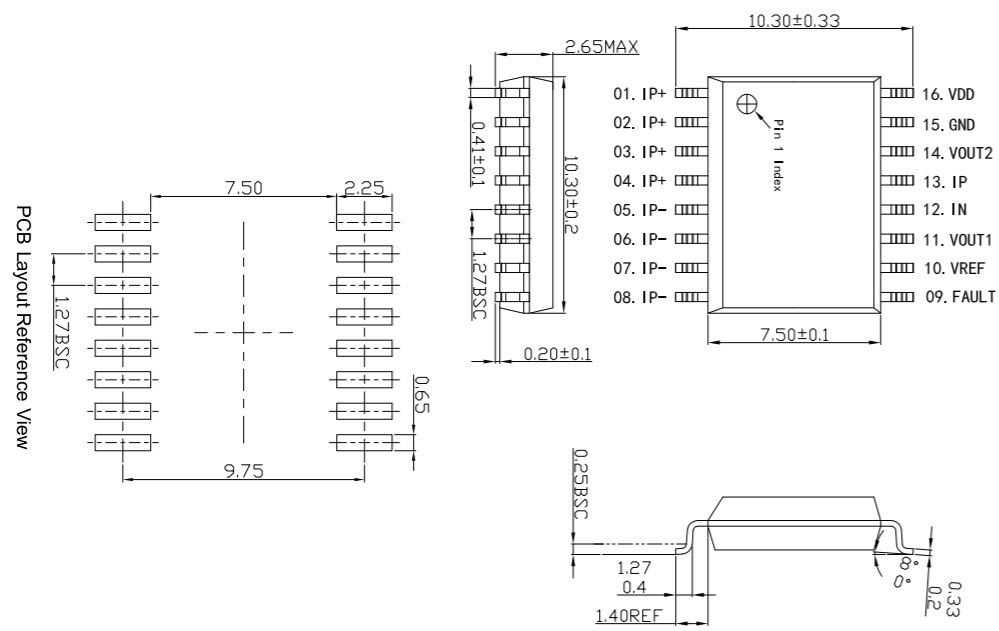 10.30±0.33
2.65MAX
01. IP+
02. IP+
03. IP+
04. IP+
05. IP-
06. IP-
07. IP-
08. IP-
16. VDD
15. GND
14. VOUT2
13. IP
12. IN
11. VOUT1
10. VREF
09. FAULT
Pin 1 Index
0.41±0.1
10.30±0.2
1.27BSC
0.20±0.1
7.50±0.1
7.50
2.25
1.27BSC
0.65
9.75
PCB Layout Reference View
0.25BSC
1.27
0.4
1.40REF
8°
0°
0.33
0.2